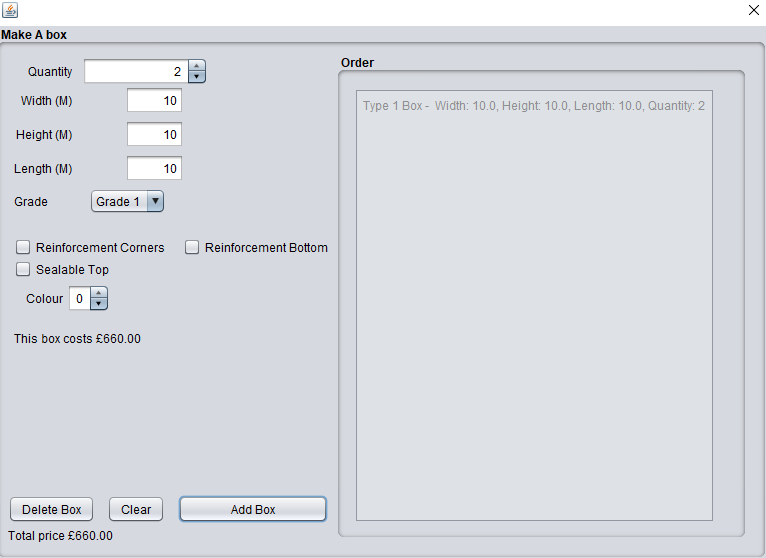 Make A box
Quantity 2
Width (M) 10
Height (M) 10
Length (M) 10
Grade Grade 1
Reinforcement Corners Reinforcement Bottom
Sealable Top
Colour 0
This box costs £660.00
Delete Box Clear Add Box
Total price £660.00
Order
Type 1 Box - Width: 10.0, Height: 10.0, Length: 10.0, Quantity: 2